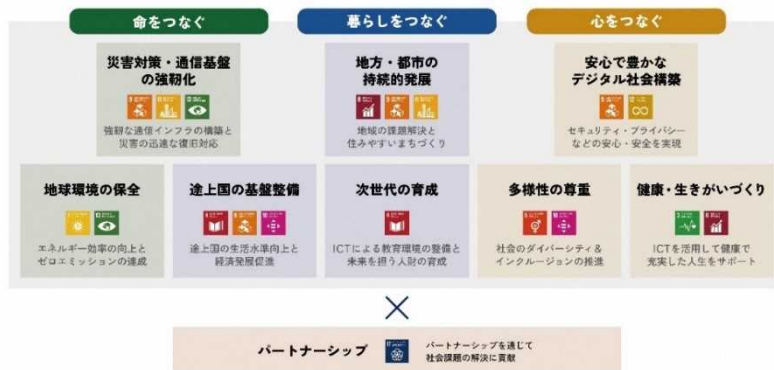 命をつなぐ
暮らしをつなぐ
心をつなぐ
災害対策・通信基盤
の強靭化
強靭な通信インフラの構築と
災害の迅速な復旧対応
地方・都市の
持続的発展
地域の課題解決と
住みやすいまちづくり
安心で豊かな
デジタル社会構築
セキュリティ・プライバシー
などの安心・安全を実現
地球環境の保全
エネルギー効率の向上と
ゼロエミッションの達成
途上国の基盤整備
途上国の生活水準向上と
経済発展促進
次世代の育成
ICTによる教育環境の整備と
未来を担う人財の育成
多様性の尊重
社会のダイバーシティ&
インクルージョンの推進
健康・生きがいづくり
ICTを活用して健康で
充実した人生をサポート
×
パートナーシップ
パートナーシップを通じて
社会課題の解決に貢献